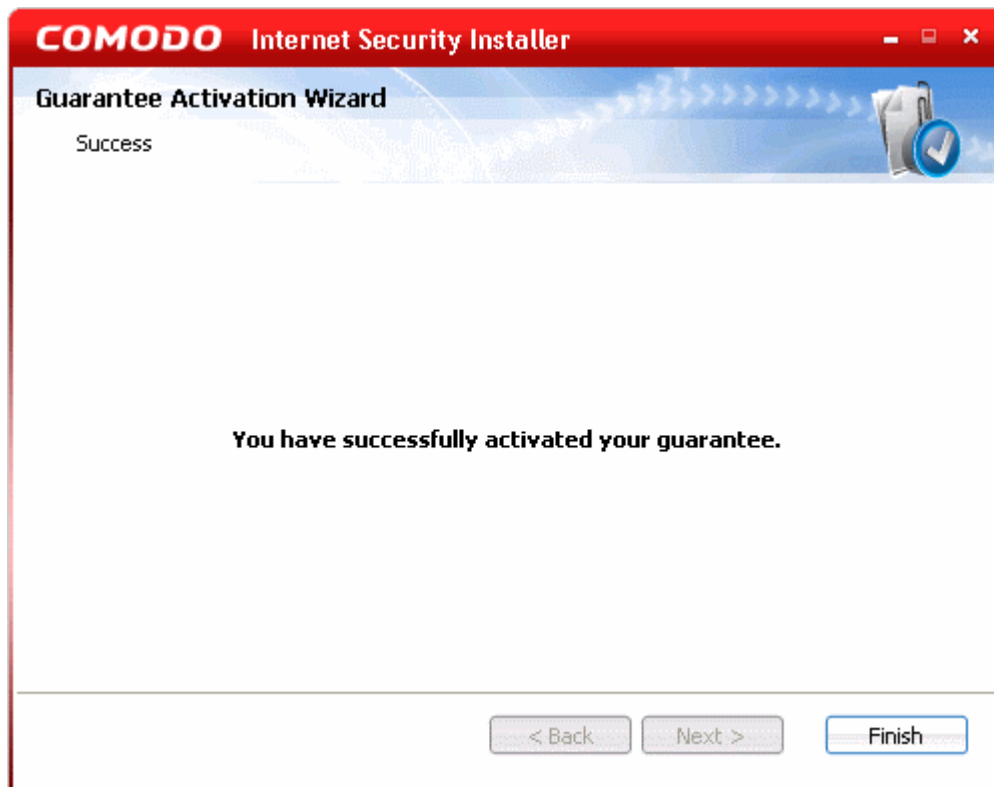 COMODO Internet Security Installer
Guarantee Activation Wizard
Success
You have successfully activated your guarantee.
< Back Next > Finish